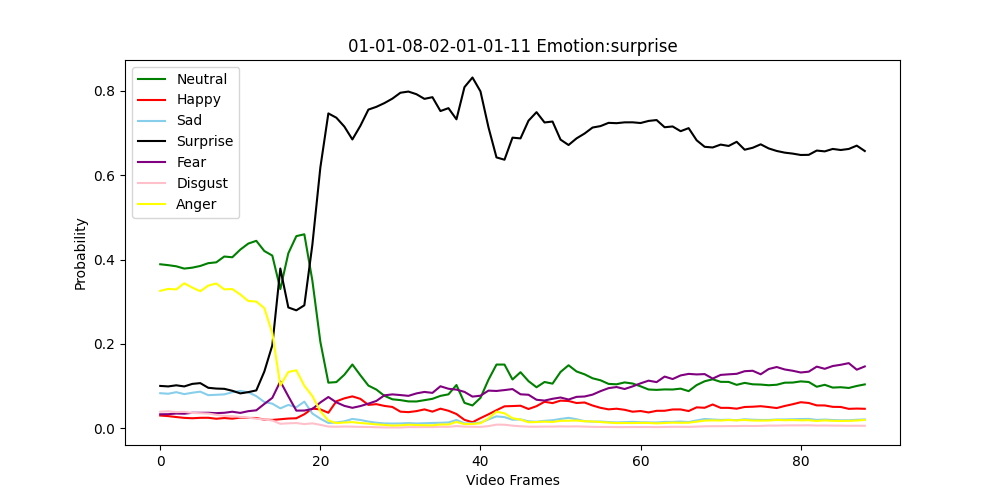 01-01-08-02-01-01-11 Emotion:surprise
Neutral
Happy
Sad
Surprise
Fear
Disgust
Anger
0.8
0.6
0.4
0.2
0.0
Probability
0 20 40 60 80
Video Frames